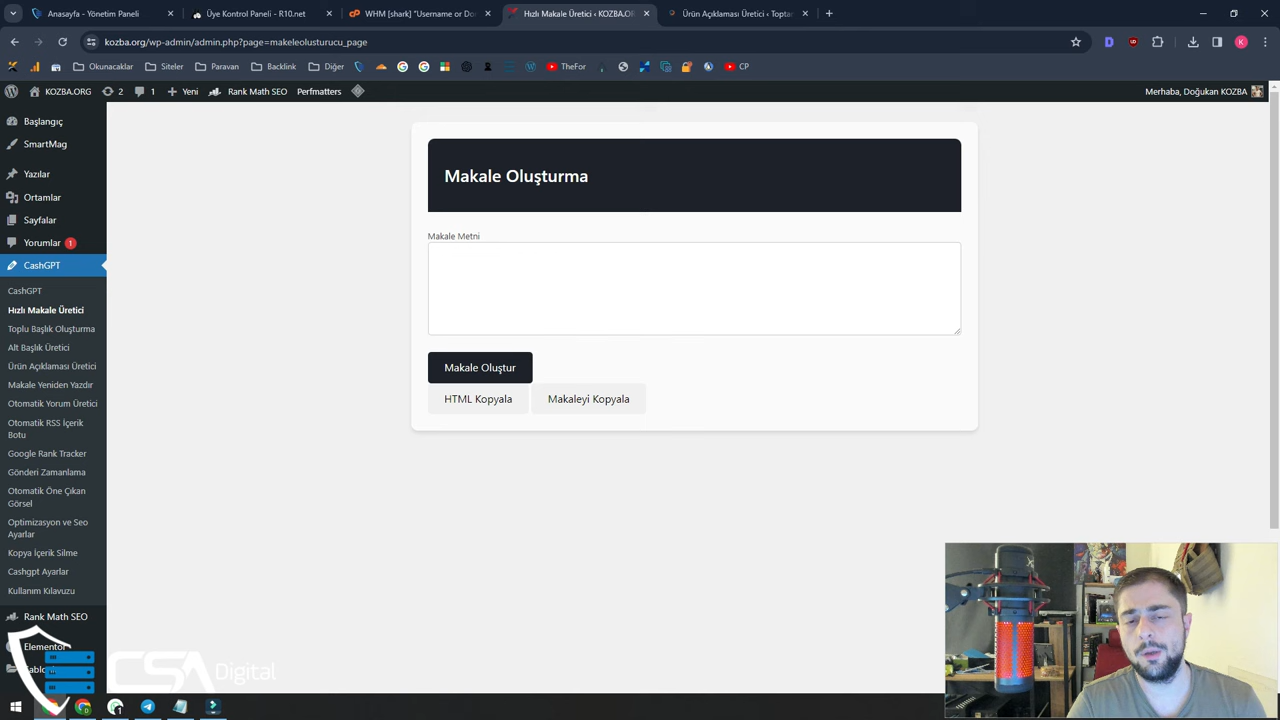 Anasayfa - Yönetim Paneli
Üye Kontrol Paneli - R10.net
WHM [shark] "Username or Dor
Hızlı Makale Üretici ‹ KOZBA.OR
Ürün Açıklaması Üretici ‹ Toptar
kozba.org/wp-admin/admin.php?page=makeleolusturucu_page
Okunacaklar
Siteler
Paravan
Backlink
Diğer
TheFor
CP
KOZBA.ORG
2
1
Yeni
Rank Math SEO
Perfmatters
Merhaba, Doğukan KOZBA
Başlangıç
SmartMag
Yazılar
Ortamlar
Sayfalar
Yorumlar 1
CashGPT
CashGPT
Hızlı Makale Üretici
Toplu Başlık Oluşturma
Alt Başlık Üretici
Ürün Açıklaması Üretici
Makale Yeniden Yazdır
Otomatik Yorum Üretici
Otomatik RSS İçerik
Botu
Google Rank Tracker
Gönderi Zamanlama
Otomatik Öne Çıkan
Görsel
Optimizasyon ve Seo
Ayarlar
Kopya İçerik Silme
Cashgpt Ayarlar
Kullanım Kılavuzu
Rank Math SEO
Elementor
Makale Oluşturma
Makale Metni
Makale Oluştur
HTML Kopyala
Makaleyi Kopyala
CSA Digital